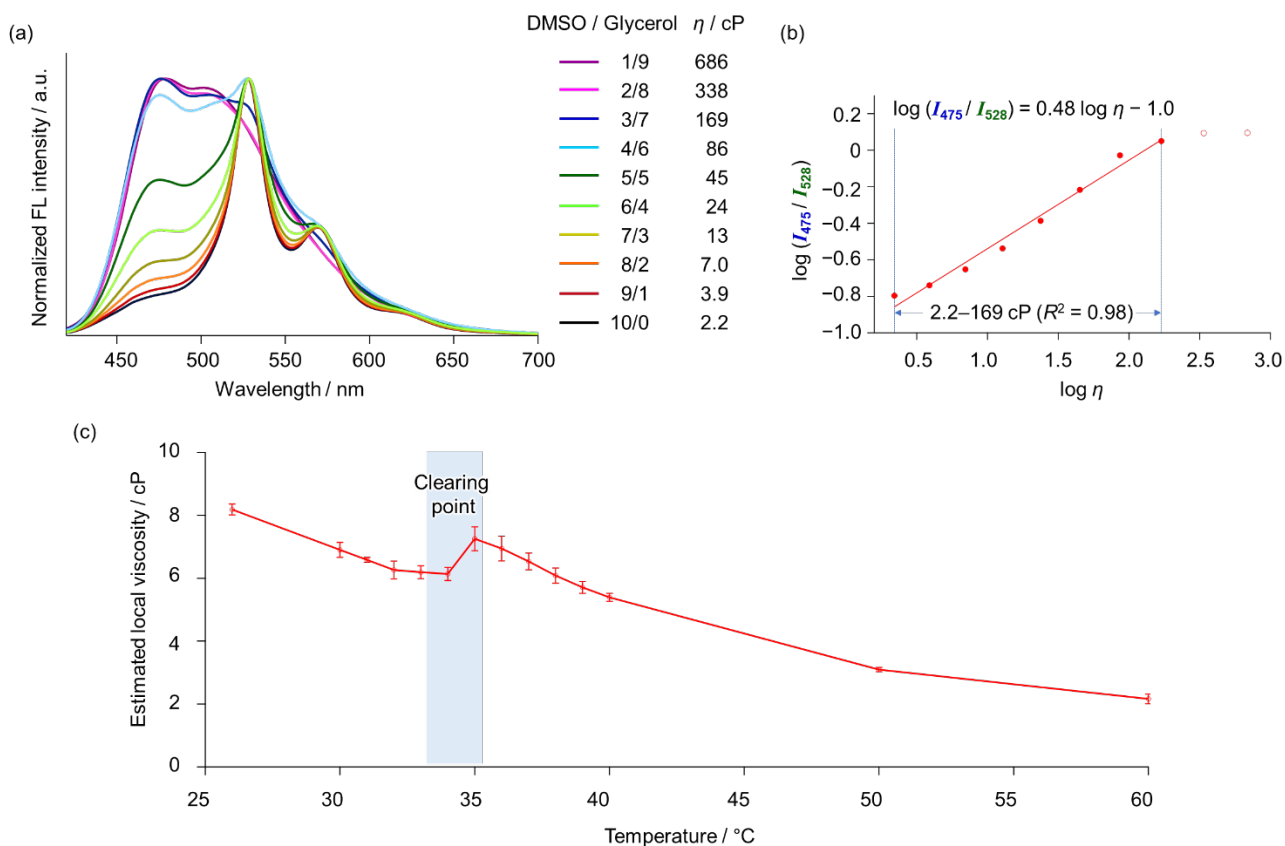 (a)
DMSO / Glycerol η / cP
1/9 686
2/8 338
3/7 169
4/6 86
5/5 45
6/4 24
7/3 13
8/2 7.0
9/1 3.9
10/0 2.2
Normalized FL intensity / a.u.
450 500 550 600 650 700
Wavelength / nm
(b)
log (I475 / I528) = 0.48 log η − 1.0
0.2
0
−0.2
−0.4
−0.6
−0.8
−1.0
log (I475 / I528)
2.2–169 cP (R² = 0.98)
0.5 1.0 1.5 2.0 2.5 3.0
log η
(c)
10
8
6
4
2
0
Estimated local viscosity / cP
Clearing
point
25 30 35 40 45 50 55 60
Temperature / °C